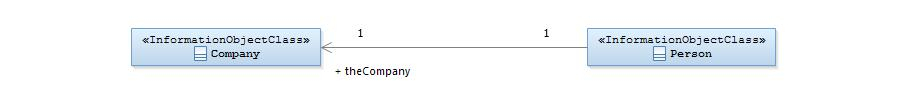 «InformationObjectClass»
Company
1
1
+ theCompany
«InformationObjectClass»
Person